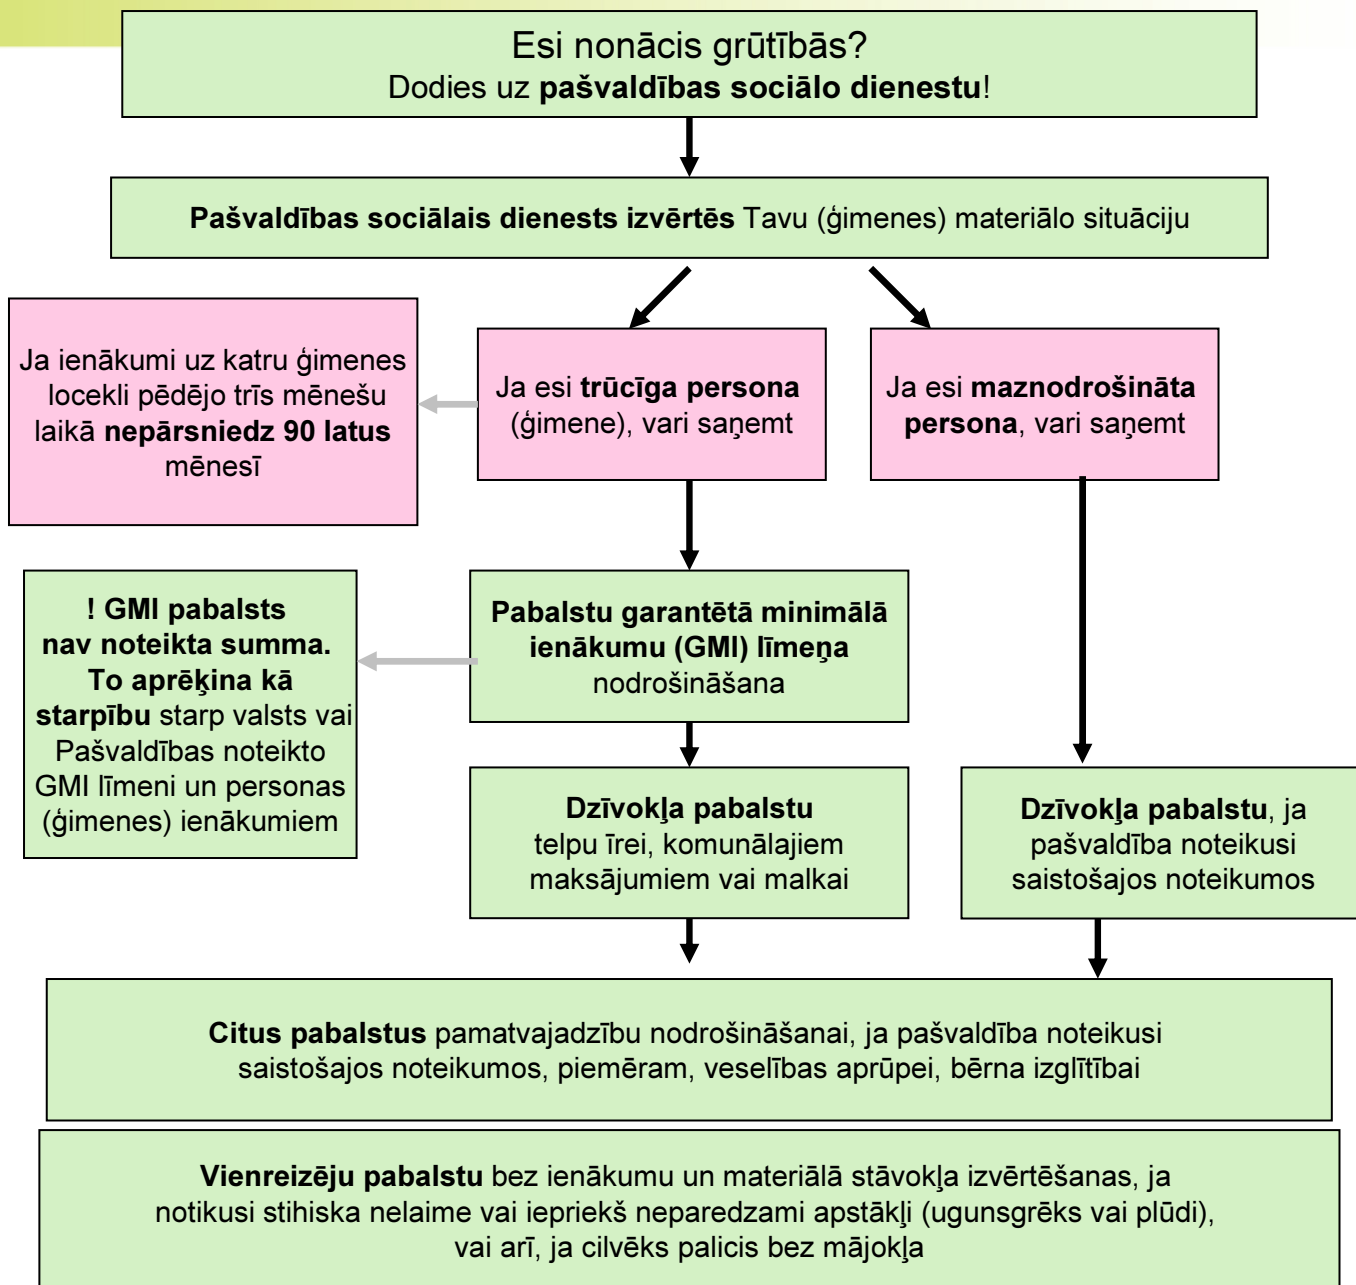 Esi nonācis grūtībās?
Dodies uz pašvaldības sociālo dienestu!
Pašvaldības sociālais dienests izvērtēs Tavu (ģimenes) materiālo situāciju
Ja ienākumi uz katru ģimenes
locekli pēdējo trīs mēnešu
laikā nepārsniedz 90 latus
mēnesī
Ja esi trūcīga persona
(ģimene), vari saņemt
Ja esi maznodrošināta
persona, vari saņemt
! GMI pabalsts
nav noteikta summa.
To aprēķina kā
starpību starp valsts vai
Pašvaldības noteikto
GMI līmeni un personas
(ģimenes) ienākumiem
Pabalstu garantētā minimālā
ienākumu (GMI) līmeņa
nodrošināšana
Dzīvokļa pabalstu
telpu īrei, komunālajiem
maksājumiem vai malkai
Dzīvokļa pabalstu, ja
pašvaldība noteikusi
saistošajos noteikumos
Citus pabalstus pamatvajadzību nodrošināšanai, ja pašvaldība noteikusi
saistošajos noteikumos, piemēram, veselības aprūpei, bērna izglītībai
Vienreizēju pabalstu bez ienākumu un materiālā stāvokļa izvērtēšanas, ja
notikusi stihiska nelaime vai iepriekš neparedzami apstākļi (ugunsgrēks vai plūdi),
vai arī, ja cilvēks palicis bez mājokļa